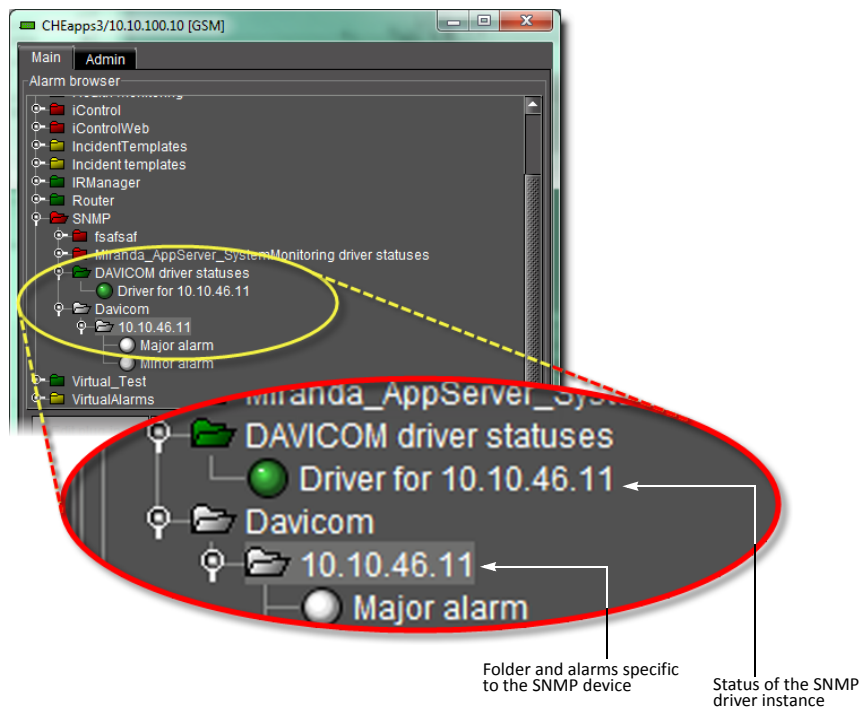 CHEapps3/10.10.100.10 [GSM]
Main Admin
Alarm browser
Health monitoring
iControl
iControlWeb
IncidentTemplates
Incident templates
IRManager
Router
SNMP
fsafsaf
Miranda_AppServer_SystemMonitoring driver statuses
DAVICOM driver statuses
Driver for 10.10.46.11
Davicom
10.10.46.11
Major alarm
Minor alarm
Virtual_Test
VirtualAlarms
Miranda_AppServer_Syste
DAVICOM driver statuses
Driver for 10.10.46.11
Davicom
10.10.46.11
Major alarm
Folder and alarms specific
to the SNMP device
Status of the SNMP
driver instance